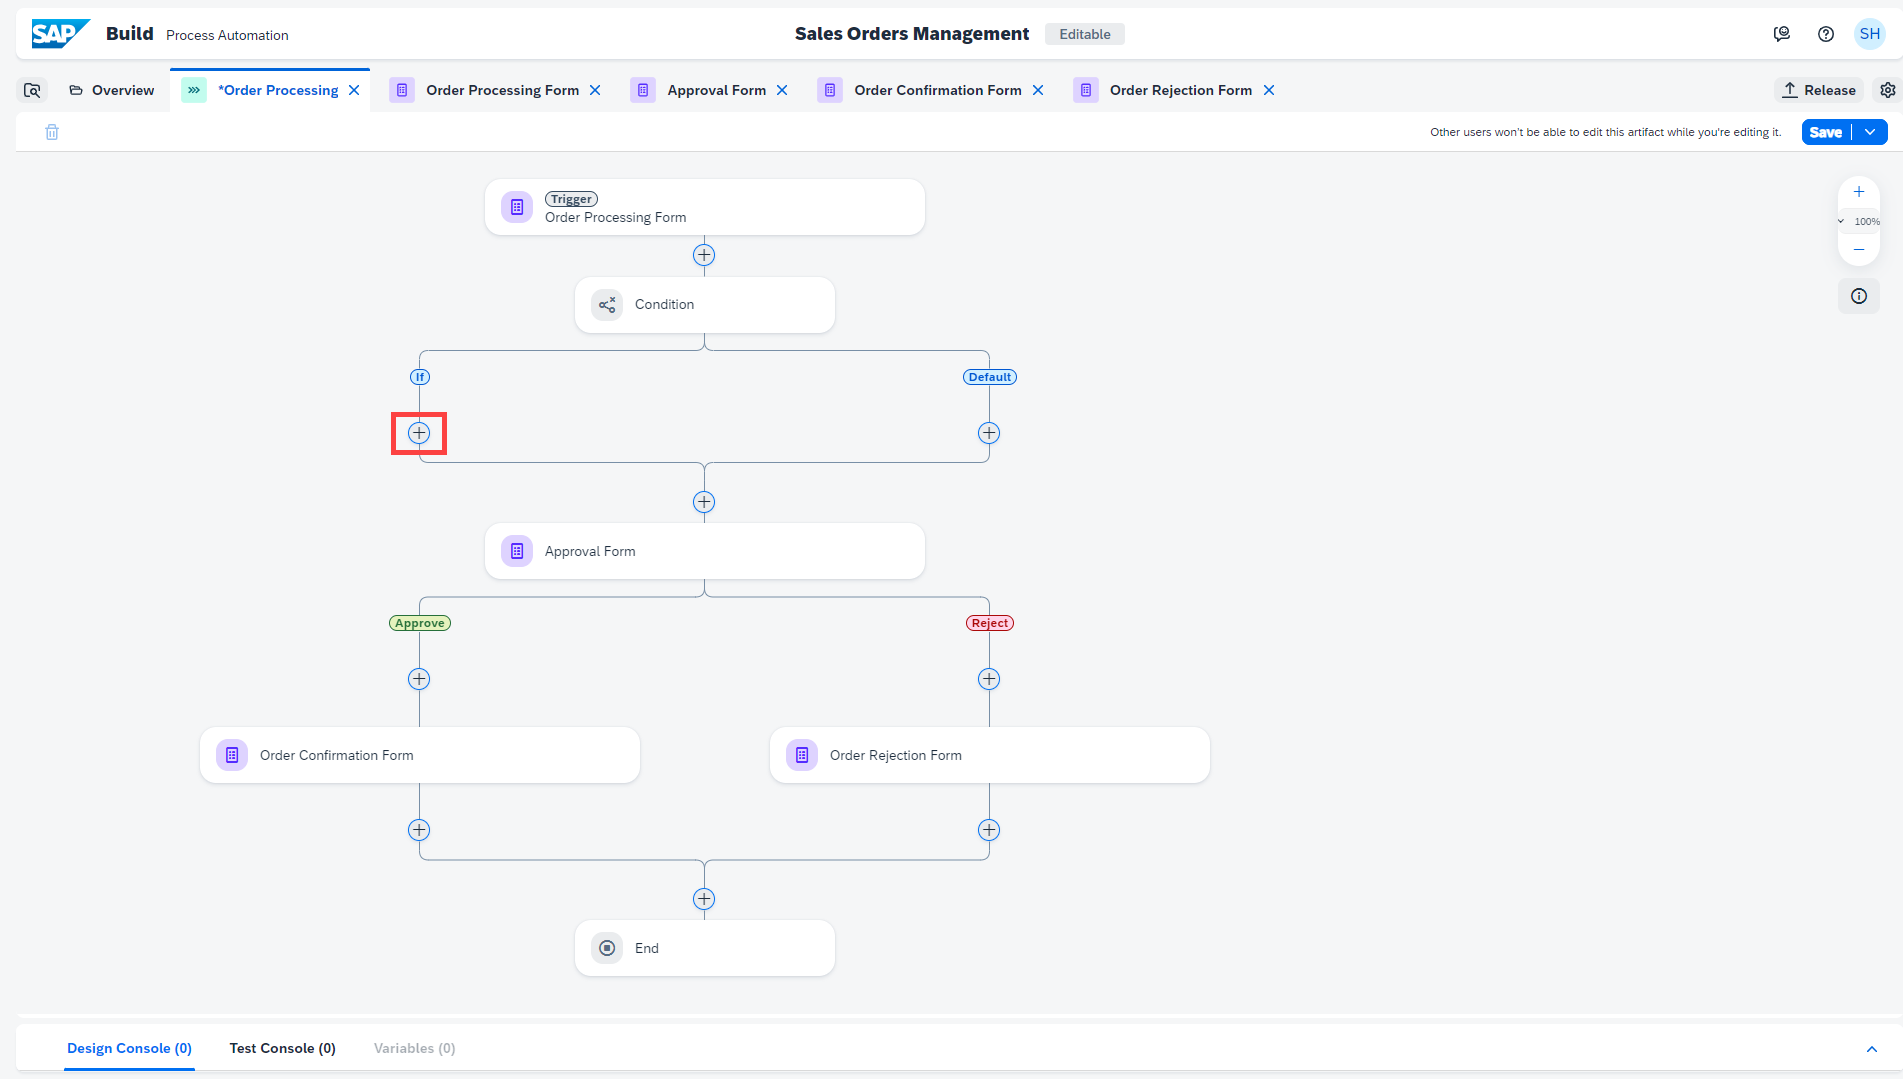 SAP Build Process Automation
Sales Orders Management Editable
SH
Overview
*Order Processing
Order Processing Form
Approval Form
Order Confirmation Form
Order Rejection Form
Release
Other users won't be able to edit this artifact while you're editing it.
Save
Trigger
Order Processing Form
100%
Condition
If
Default
Approval Form
Approve
Reject
Order Confirmation Form
Order Rejection Form
End
Design Console (0)
Test Console (0)
Variables (0)